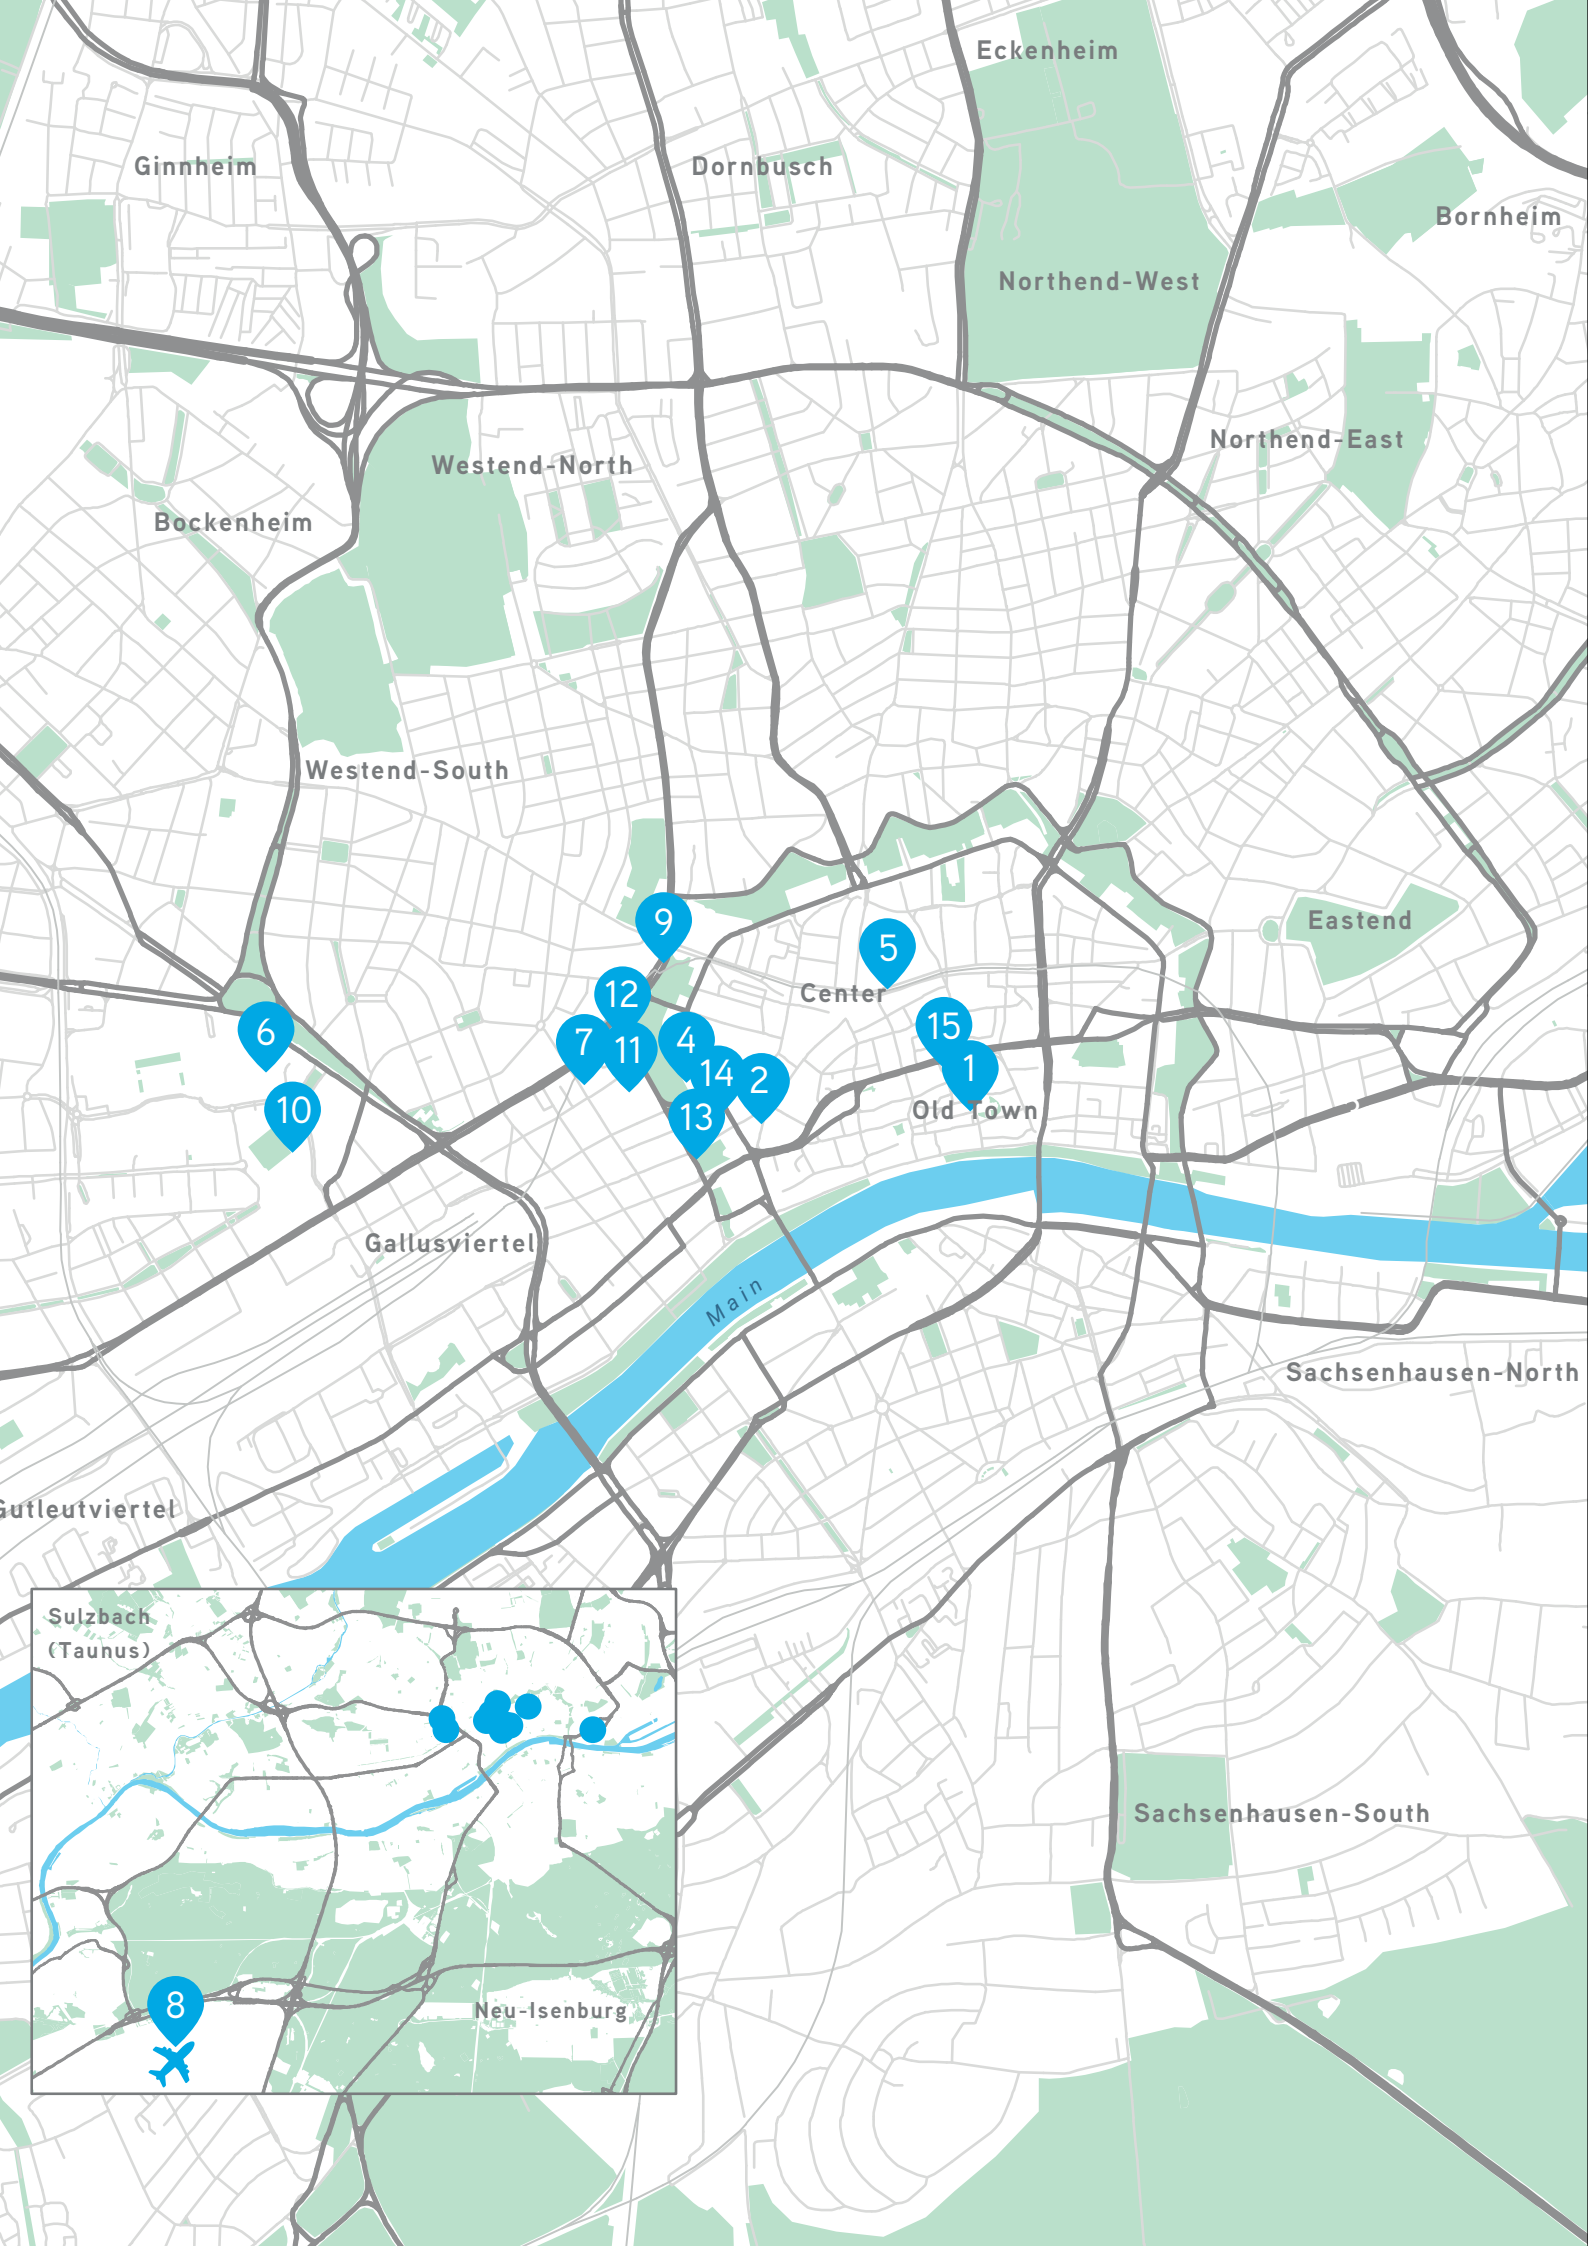 Eckenheim
Ginnheim
Dornbusch
Bornheim
Northend-West
Northend-East
Westend-North
Bockenheim
Westend-South
Eastend
9
5
Center
12
6
7
11
4
15
14
2
1
10
13
Old Town
Gallusviertel
Main
Sachsenhausen-North
Gutleutviertel
Sulzbach
(Taunus)
Sachsenhausen-South
8
Neu-Isenburg